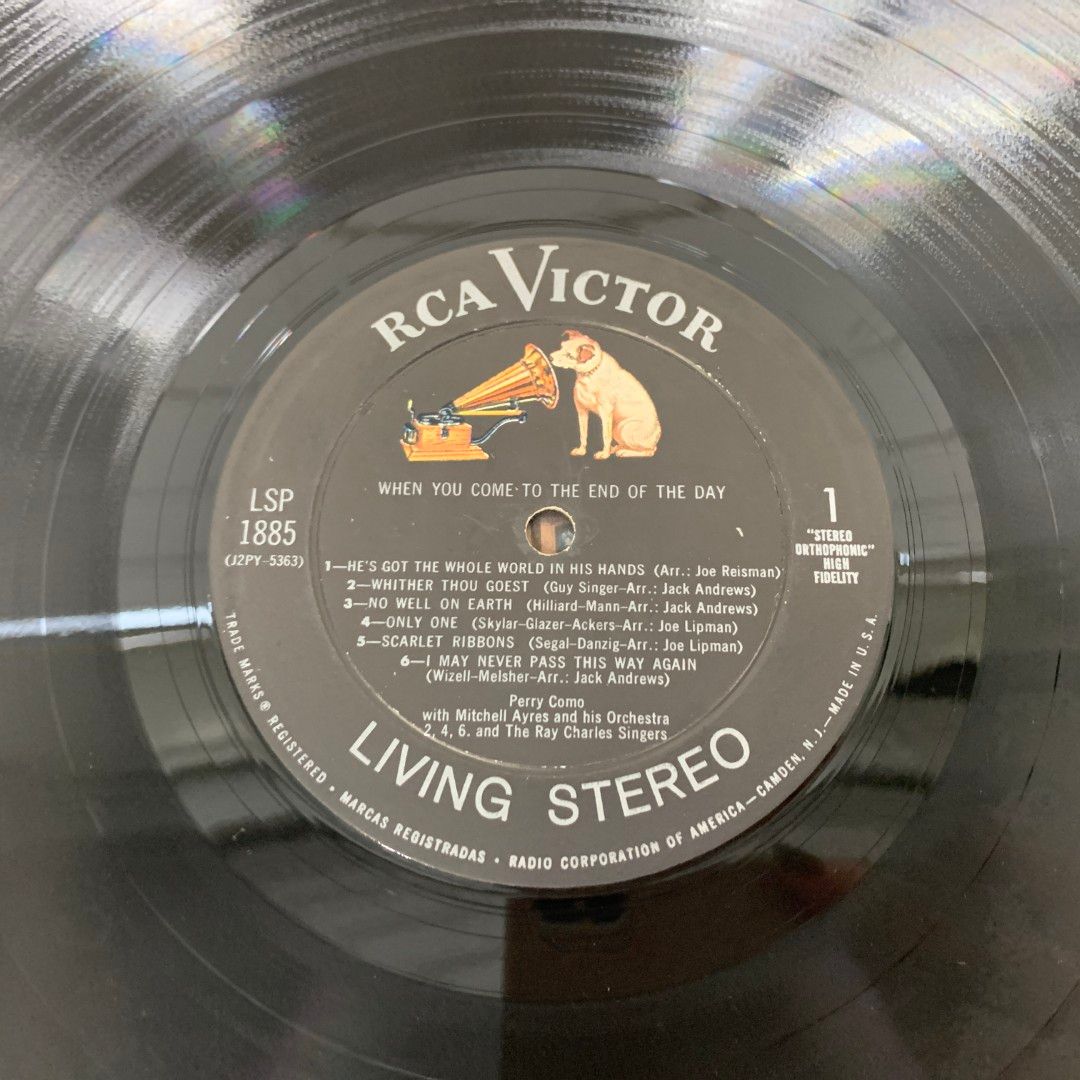 RCA VICTOR
WHEN YOU COME TO THE END OF THE DAY
LSP
1885
(J2PY-5363)
1
"STEREO
ORTHOPHONIC"
HIGH
FIDELITY
1—HE'S GOT THE WHOLE WORLD IN HIS HANDS (Arr.: Joe Reisman)
2—WHITHER THOU GOEST (Guy Singer-Arr.: Jack Andrews)
3—NO WELL ON EARTH (Hilliard-Mann-Arr.: Jack Andrews)
4—ONLY ONE (Skylar-Glazer-Ackers-Arr.: Joe Lipman)
5—SCARLET RIBBONS (Segal-Danzig-Arr.: Joe Lipman)
6—I MAY NEVER PASS THIS WAY AGAIN
(Wizell-Melsher-Arr.: Jack Andrews)
Perry Como
with Mitchell Ayres and his Orchestra
2, 4, 6. and The Ray Charles Singers
LIVING STEREO
TRADE MARKS ® REGISTERED • MARCAS REGISTRADAS • RADIO CORPORATION OF AMERICA—CAMDEN, N. J.—MADE IN U.S.A.